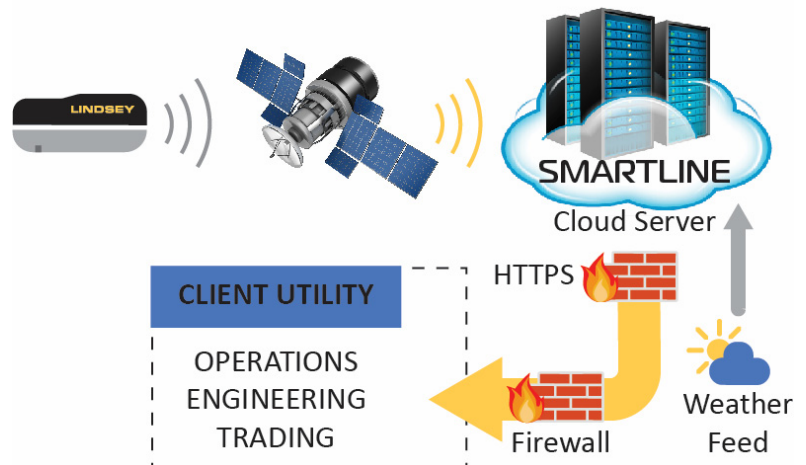 LINDSEY
SMARTLINE
Cloud Server
HTTPS
CLIENT UTILITY
OPERATIONS
ENGINEERING
TRADING
Firewall
Weather
Feed